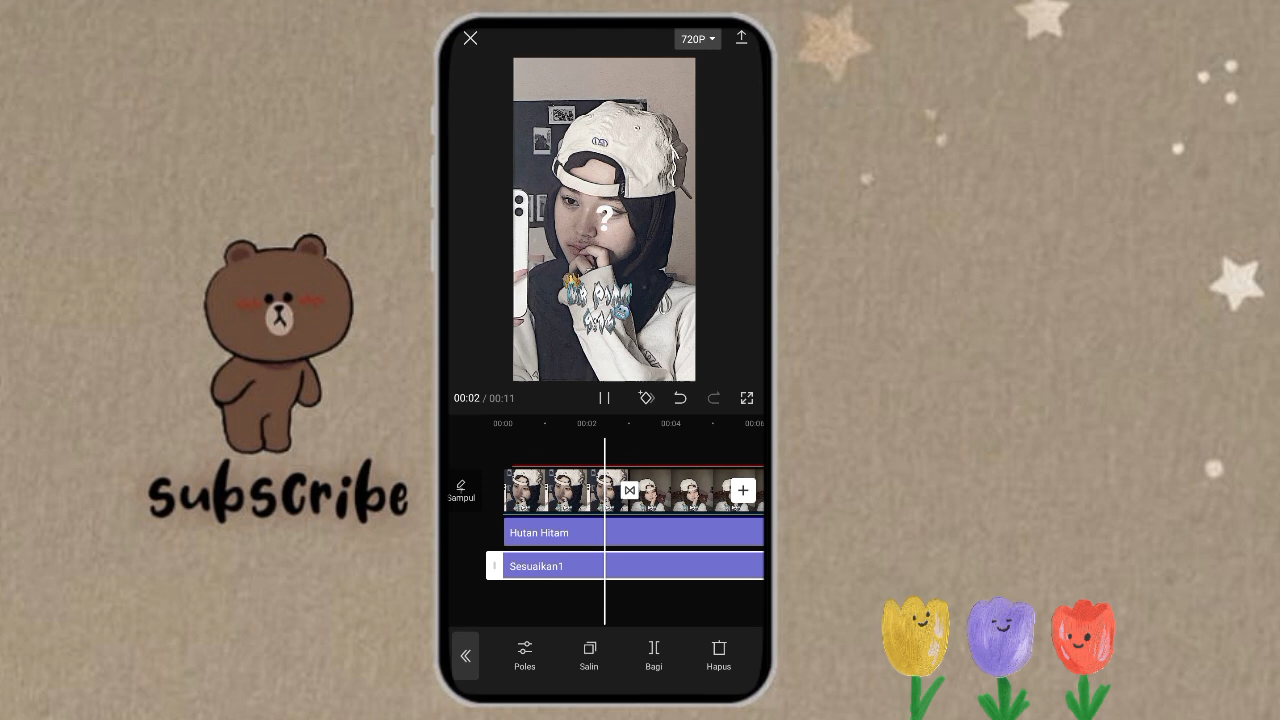 720P
?
00:02 / 00:11
00:00
00:02
00:04
00:06
Sampul
Hutan Hitam
Sesuaikan1
Poles
Salin
Bagi
Hapus
subscribe